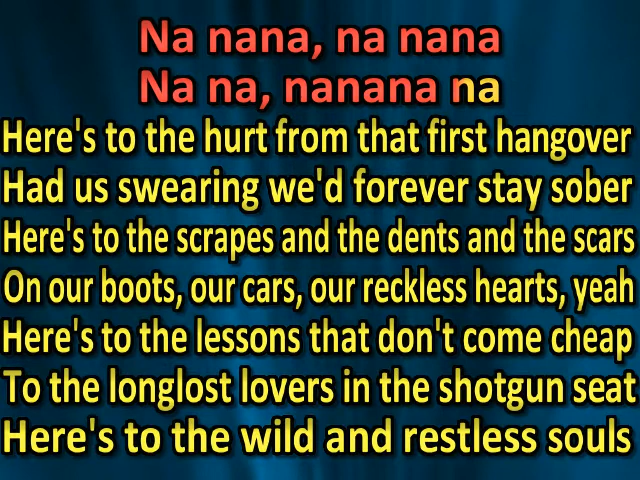 Na nana, na nana
Na na, nanana na
Here's to the hurt from that first hangover
Had us swearing we'd forever stay sober
Here's to the scrapes and the dents and the scars
On our boots, our cars, our reckless hearts, yeah
Here's to the lessons that don't come cheap
To the longlost lovers in the shotgun seat
Here's to the wild and restless souls